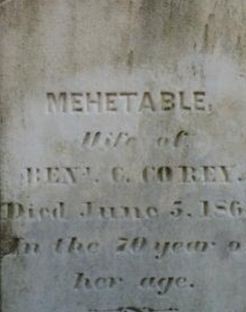 MEHETABLE,
Wife of
BENJ. C. COREY.
Died June 5, 186
In the 70 year o
her age.